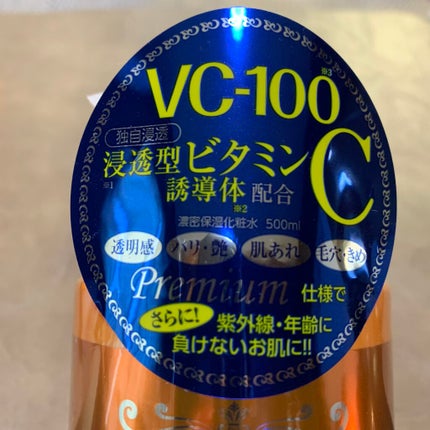 VC-100※3
独自浸透
浸透型ビタミンC
※1
誘導体配合
※2
濃密保湿化粧水 500ml
透明感 ハリ・艶 肌あれ 毛穴・きめ
Premium 仕様で
さらに! 紫外線・年齢に
負けないお肌に!!